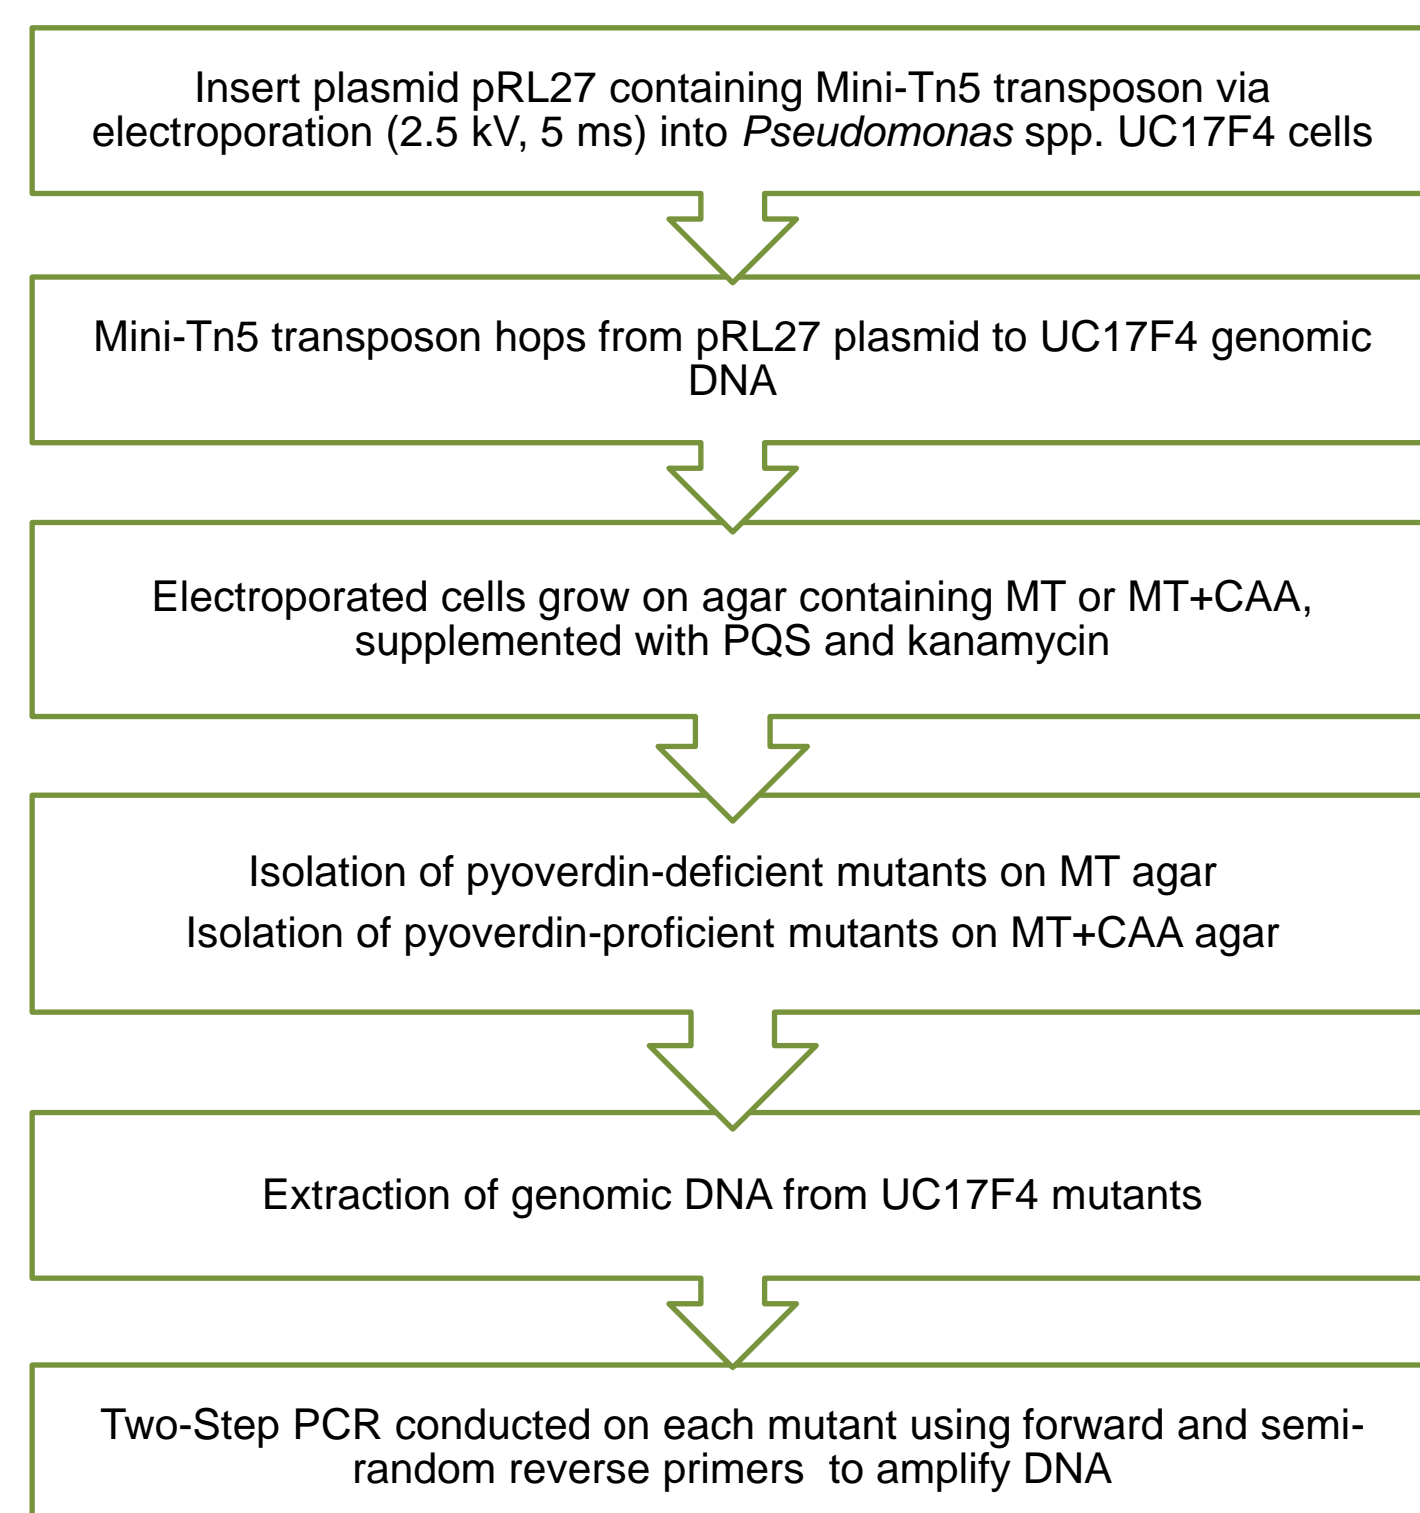 Insert plasmid pRL27 containing Mini-Tn5 transposon via
electroporation (2.5 kV, 5 ms) into Pseudomonas spp. UC17F4 cells
Mini-Tn5 transposon hops from pRL27 plasmid to UC17F4 genomic
DNA
Electroporated cells grow on agar containing MT or MT+CAA,
supplemented with PQS and kanamycin
Isolation of pyoverdin-deficient mutants on MT agar
Isolation of pyoverdin-proficient mutants on MT+CAA agar
Extraction of genomic DNA from UC17F4 mutants
Two-Step PCR conducted on each mutant using forward and semi-
random reverse primers to amplify DNA